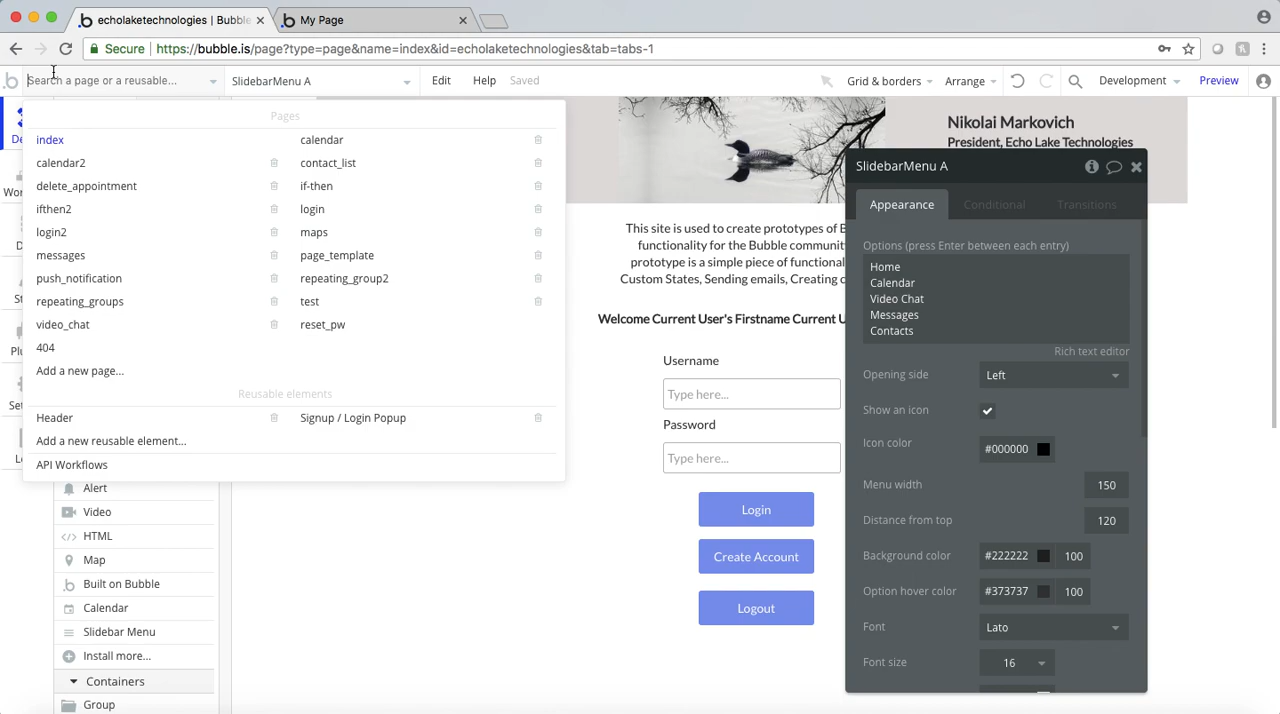 echolaketechnologies | Bubble
My Page
Secure
https://bubble.is/page?type=page&name=index&id=echolaketechnologies&tab=tabs-1
Search a page or a reusable...
SlidebarMenu A
Edit
Help
Saved
Grid & borders
Arrange
Development
Preview
Pages
index
calendar
calendar2
contact_list
delete_appointment
if-then
ifthen2
login
login2
maps
messages
page_template
push_notification
repeating_group2
repeating_groups
test
video_chat
reset_pw
404
Add a new page...
Reusable elements
Header
Signup / Login Popup
Add a new reusable element...
API Workflows
Alert
Video
HTML
Map
Built on Bubble
Calendar
Slidebar Menu
Install more...
Containers
Group
Nikolai Markovich
President, Echo Lake Technologies
This site is used to create prototypes of
functionality for the Bubble community
prototype is a simple piece of
Custom States, Sending emails, Creating
Welcome Current User's Firstname Current
Username
Type here...
Password
Type here...
Login
Create Account
Logout
SlidebarMenu A
Appearance
Conditional
Transitions
Options (press Enter between each entry)
Home
Calendar
Video Chat
Messages
Contacts
Rich text editor
Opening side
Left
Show an icon
Icon color
#000000
Menu width
150
Distance from top
120
Background color
#222222
100
Option hover color
#373737
100
Font
Lato
Font size
16